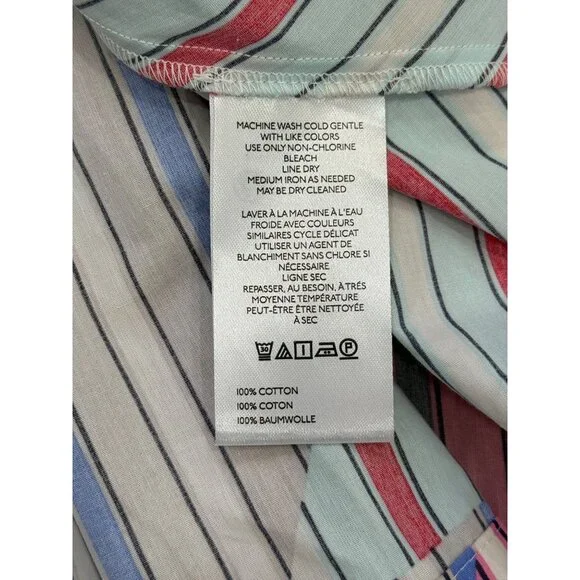 MACHINE WASH COLD GENTLE
WITH LIKE COLORS
USE ONLY NON-CHLORINE
BLEACH
LINE DRY
MEDIUM IRON AS NEEDED
MAY BE DRY CLEANED
LAVER À LA MACHINE À L'EAU
FROIDE AVEC COULEURS
SIMILAIRES CYCLE DÉLICAT
UTILISER UN AGENT DE
BLANCHIMENT SANS CHLORE SI
NÉCESSAIRE
LIGNE SEC
REPASSER, AU BESOIN, À TRÉS
MOYENNE TEMPÉRATURE
PEUT-ÊTRE ÊTRE NETTOYÉE
À SEC
30 P
100% COTTON
100% COTON
100% BAUMWOLLE